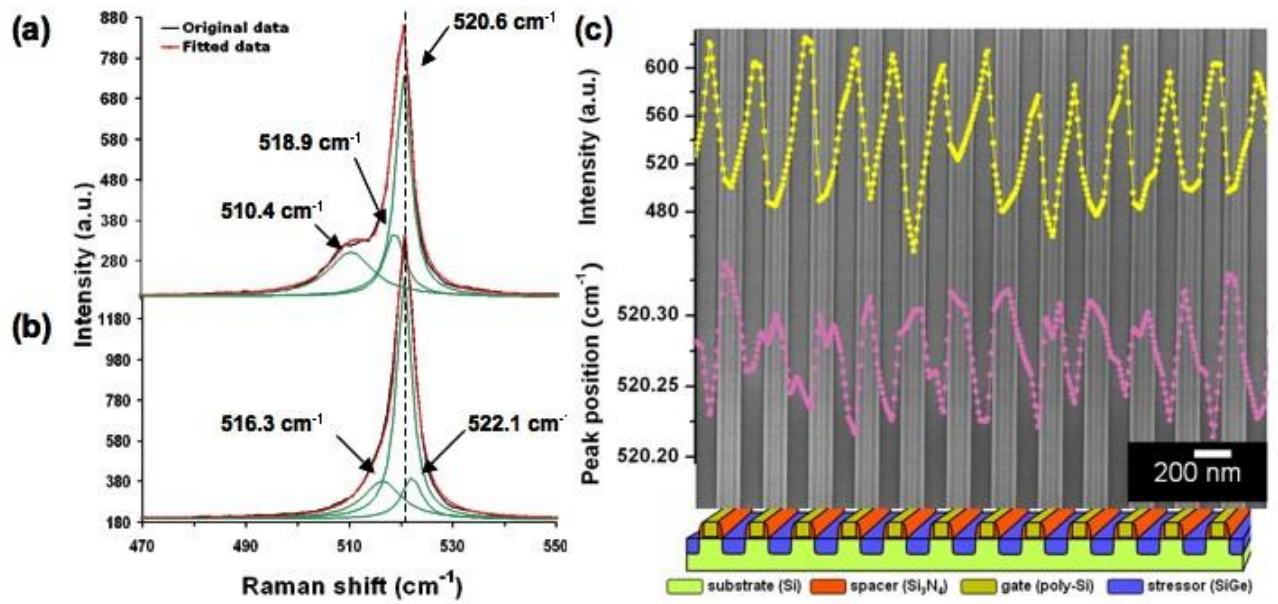 (a)
880
780
680
580
480
380
280
Original data
Fitted data
520.6 cm⁻¹
518.9 cm⁻¹
510.4 cm⁻¹
Intensity (a.u.)
(b)
1180
980
780
580
380
180
516.3 cm⁻¹
522.1 cm⁻
470
490
510
530
550
Raman shift (cm⁻¹)
(c)
Intensity (a.u.)
600
560
520
480
Peak position (cm⁻¹)
520.30
520.25
520.20
200 nm
substrate (Si) spacer (Si₃N₄) gate (poly-Si) stressor (SiGe)